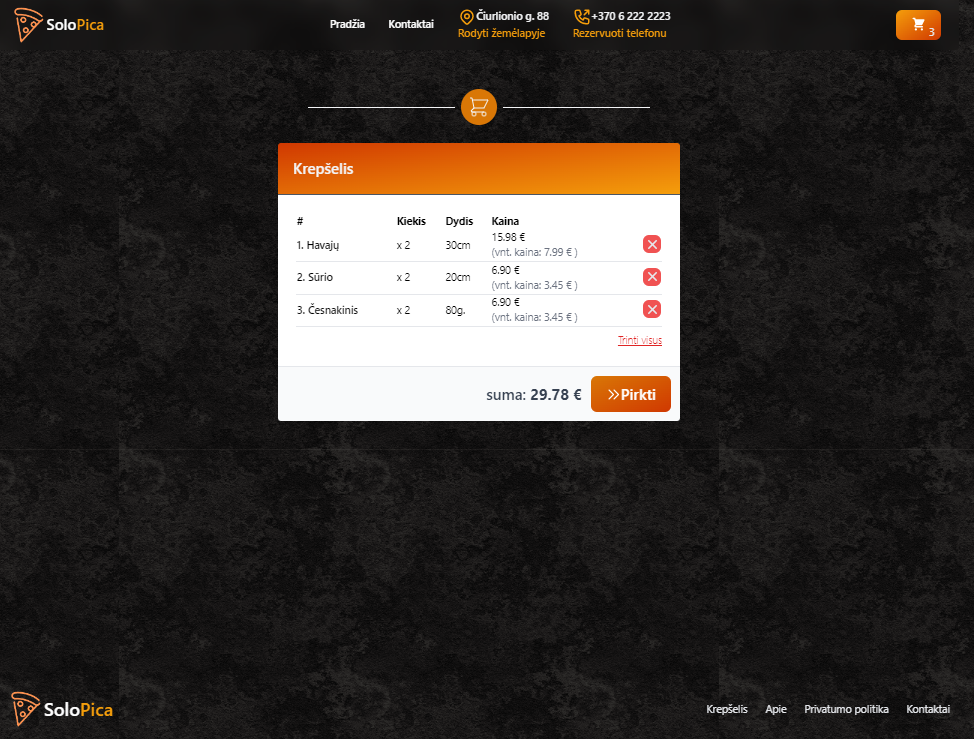 SoloPica
Pradžia
Kontaktai
Čiurlionio g. 88
Rodyti žemėlapyje
+370 6 222 2223
Rezervuoti telefonu
3
Krepšelis
# Kiekis Dydis Kaina
1. Havajų x 2 30cm 15.98 €
(vnt. kaina: 7.99 € )
2. Sūrio x 2 20cm 6.90 €
(vnt. kaina: 3.45 € )
3. Česnakinis x 2 80g. 6.90 €
(vnt. kaina: 3.45 € )
Trinti visus
suma: 29.78 €
Pirkti
SoloPica
Krepšelis Apie Privatumo politika Kontaktai